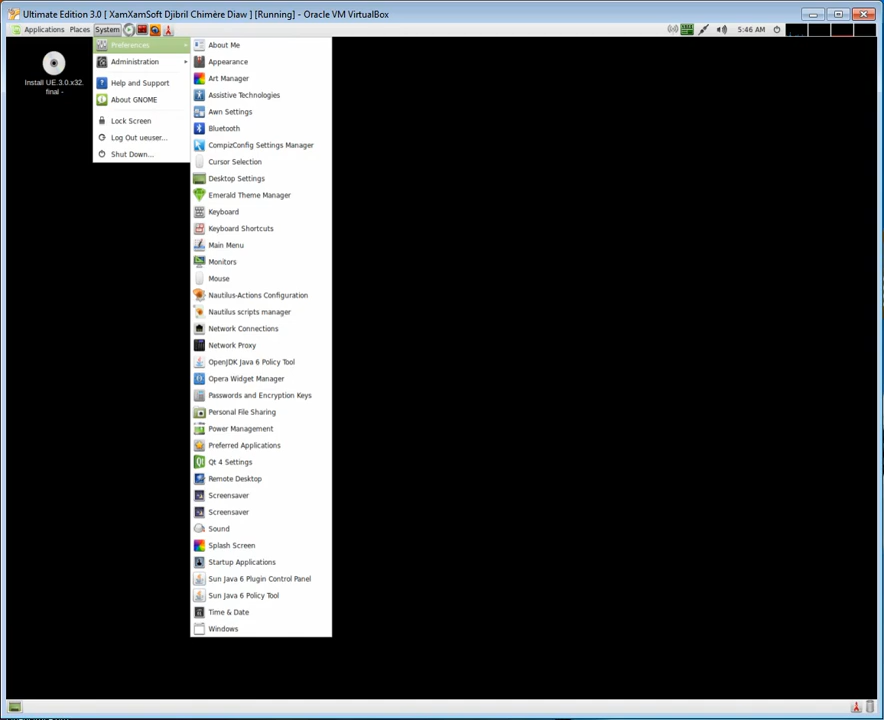 Ultimate Edition 3.0 [ XamXamSoft Djibril Chimère Diaw ] [Running] - Oracle VM VirtualBox
Applications Places System 5:46 AM
Install UE.3.0.x32.
final -
Preferences
Administration
Help and Support
About GNOME
Lock Screen
Log Out ueuser...
Shut Down...
About Me
Appearance
Art Manager
Assistive Technologies
Awn Settings
Bluetooth
CompizConfig Settings Manager
Cursor Selection
Desktop Settings
Emerald Theme Manager
Keyboard
Keyboard Shortcuts
Main Menu
Monitors
Mouse
Nautilus-Actions Configuration
Nautilus scripts manager
Network Connections
Network Proxy
OpenJDK Java 6 Policy Tool
Opera Widget Manager
Passwords and Encryption Keys
Personal File Sharing
Power Management
Preferred Applications
Qt 4 Settings
Remote Desktop
Screensaver
Screensaver
Sound
Splash Screen
Startup Applications
Sun Java 6 Plugin Control Panel
Sun Java 6 Policy Tool
Time & Date
Windows